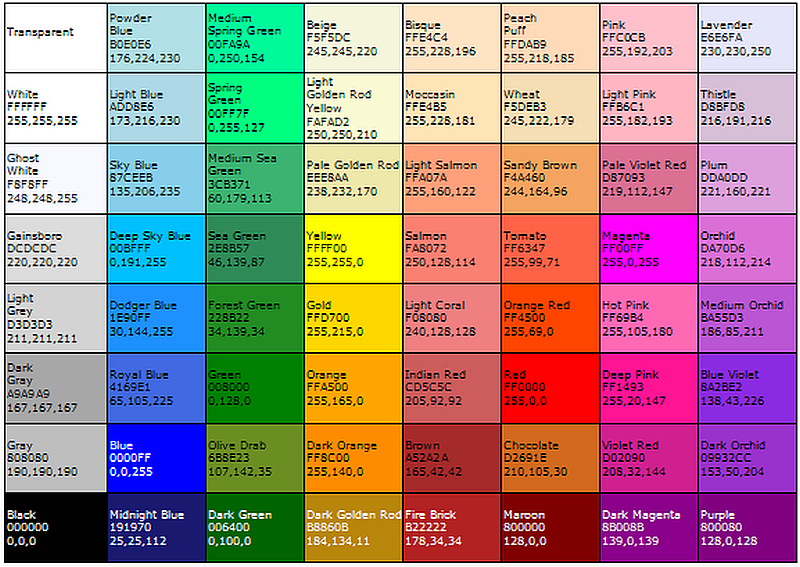 Transparent
Powder
Blue
B0E0E6
176,224,230
Medium
Spring Green
00FA9A
0,250,154
Beige
F5F5DC
245,245,220
Bisque
FFE4C4
255,228,196
Peach
Puff
FFDAB9
255,218,185
Pink
FFC0CB
255,192,203
Lavender
E6E6FA
230,230,250
White
FFFFFF
255,255,255
Light Blue
ADD8E6
173,216,230
Spring
Green
00FF7F
0,255,127
Light
Golden Rod
Yellow
FAFAD2
250,250,210
Moccasin
FFE4B5
255,228,181
Wheat
F5DEB3
245,222,179
Light Pink
FFB6C1
255,182,193
Thistle
D8BFD8
216,191,216
Ghost
White
F8F8FF
248,248,255
Sky Blue
87CEEB
135,206,235
Medium Sea
Green
3CB371
60,179,113
Pale Golden Rod
EEE8AA
238,232,170
Light Salmon
FFA07A
255,160,122
Sandy Brown
F4A460
244,164,96
Pale Violet Red
D87093
219,112,147
Plum
DDA0DD
221,160,221
Gainsboro
DCDCDC
220,220,220
Deep Sky Blue
00BFFF
0,191,255
Sea Green
2E8B57
46,139,87
Yellow
FFFF00
255,255,0
Salmon
FA8072
250,128,114
Tomato
FF6347
255,99,71
Magenta
FF00FF
255,0,255
Orchid
DA70D6
218,112,214
Light
Grey
D3D3D3
211,211,211
Dodger Blue
1E90FF
30,144,255
Forest Green
228B22
34,139,34
Gold
FFD700
255,215,0
Light Coral
F08080
240,128,128
Orange Red
FF4500
255,69,0
Hot Pink
FF69B4
255,105,180
Medium Orchid
BA55D3
186,85,211
Dark
Gray
A9A9A9
167,167,167
Royal Blue
4169E1
65,105,225
Green
008000
0,128,0
Orange
FFA500
255,165,0
Indian Red
CD5C5C
205,92,92
Red
FF0000
255,0,0
Deep Pink
FF1493
255,20,147
Blue Violet
8A2BE2
138,43,226
Gray
808080
190,190,190
Blue
0000FF
0,0,255
Olive Drab
6B8E23
107,142,35
Dark Orange
FF8C00
255,140,0
Brown
A52A2A
165,42,42
Chocolate
D2691E
210,105,30
Violet Red
D02090
208,32,144
Dark Orchid
09932CC
153,50,204
Black
000000
0,0,0
Midnight Blue
191970
25,25,112
Dark Green
006400
0,100,0
Dark Golden Rod
B8860B
184,134,11
Fire Brick
B22222
178,34,34
Maroon
800000
128,0,0
Dark Magenta
8B008B
139,0,139
Purple
800080
128,0,128